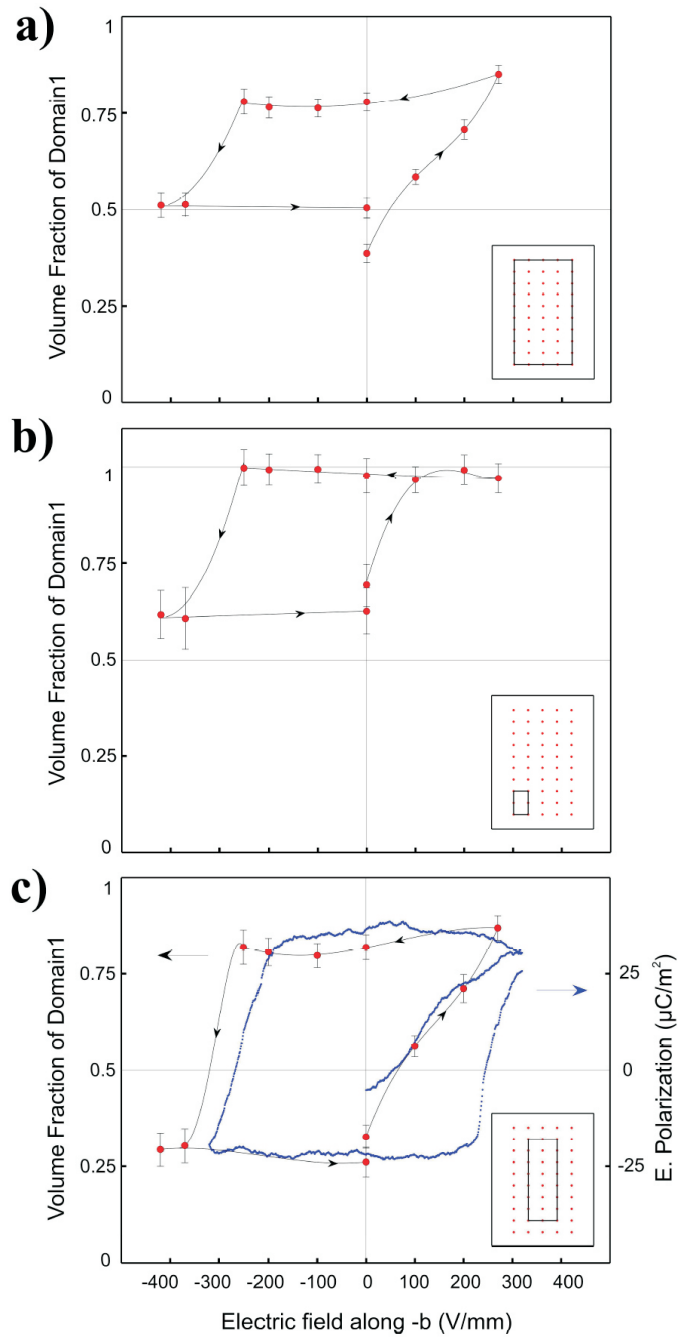 a)
1
0.75
0.5
0.25
0
Volume Fraction of Domain1
b)
1
0.75
0.5
0.25
0
Volume Fraction of Domain1
c)
1
0.75
0.5
0.25
0
Volume Fraction of Domain1
25
0
-25
E. Polarization (μC/m²)
-400 -300 -200 -100 0 100 200 300 400
Electric field along -b (V/mm)